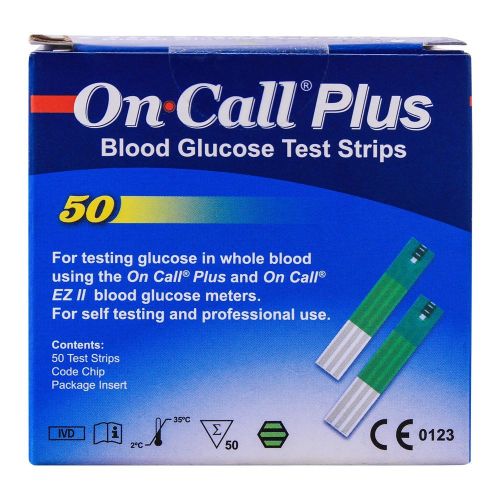 On·Call® Plus
Blood Glucose Test Strips
50
For testing glucose in whole blood
using the On Call® Plus and On Call®
EZ II blood glucose meters.
For self testing and professional use.
Contents:
50 Test Strips
Code Chip
Package Insert
IVD
i
2ºC
35ºC
Σ
50
CE 0123